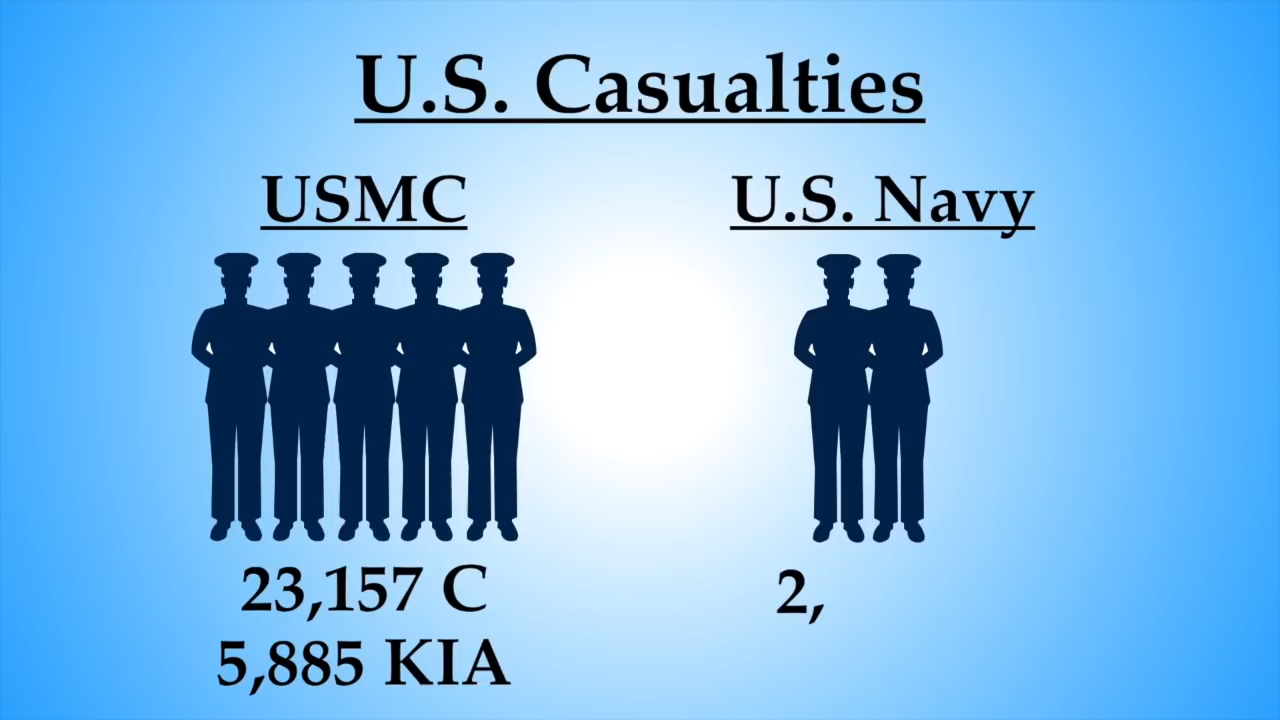 U.S. Casualties
USMC
U.S. Navy
23,157 C
2,
5,885 KIA